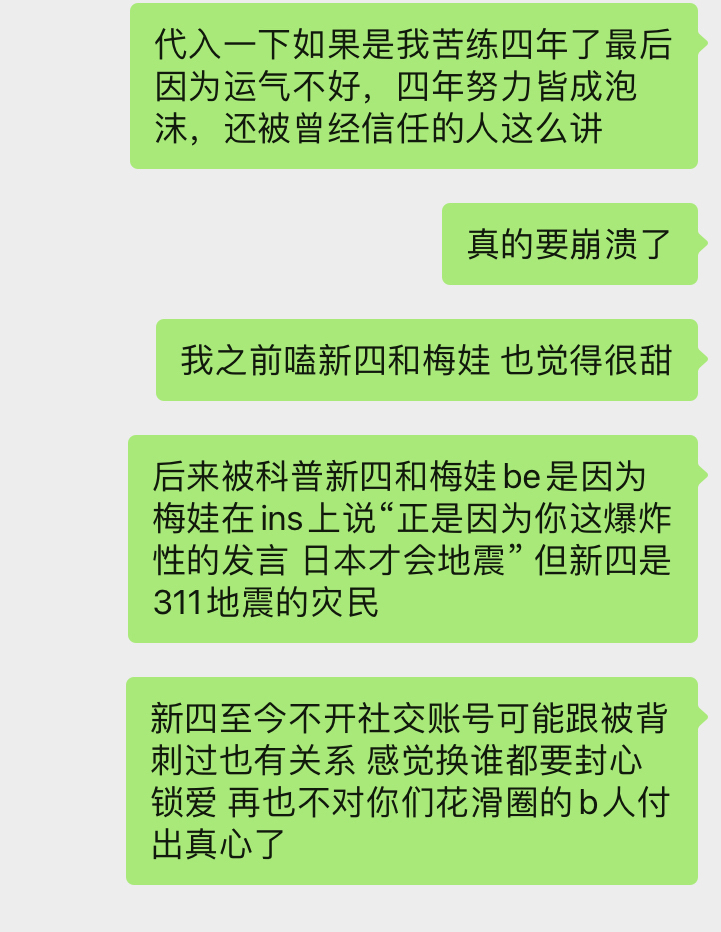 代入一下如果是我苦练四年了最后
因为运气不好，四年努力皆成泡
沫，还被曾经信任的人这么讲
真的要崩溃了
我之前嗑新四和梅娃 也觉得很甜
后来被科普新四和梅娃be是因为
梅娃在ins上说“正是因为你这爆炸
性的发言 日本才会地震” 但新四是
311地震的灾民
新四至今不开社交账号可能跟被背
刺过也有关系 感觉换谁都要封心
锁爱 再也不对你们花滑圈的b人付
出真心了